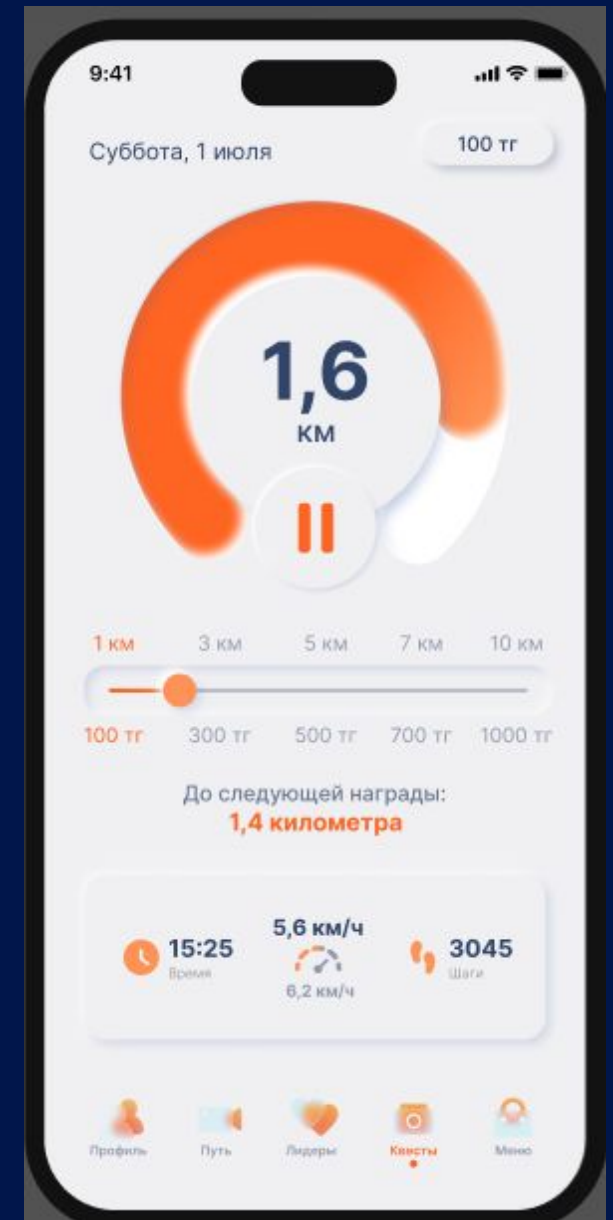 9:41
Суббота, 1 июля
100 тг
1,6
км
1 км 3 км 5 км 7 км 10 км
100 тг 300 тг 500 тг 700 тг 1000 тг
До следующей награды:
1,4 километра
5,6 км/ч
15:25
Время
6,2 км/ч
3045
Шаги
Профиль Путь Лидеры Квесты Меню